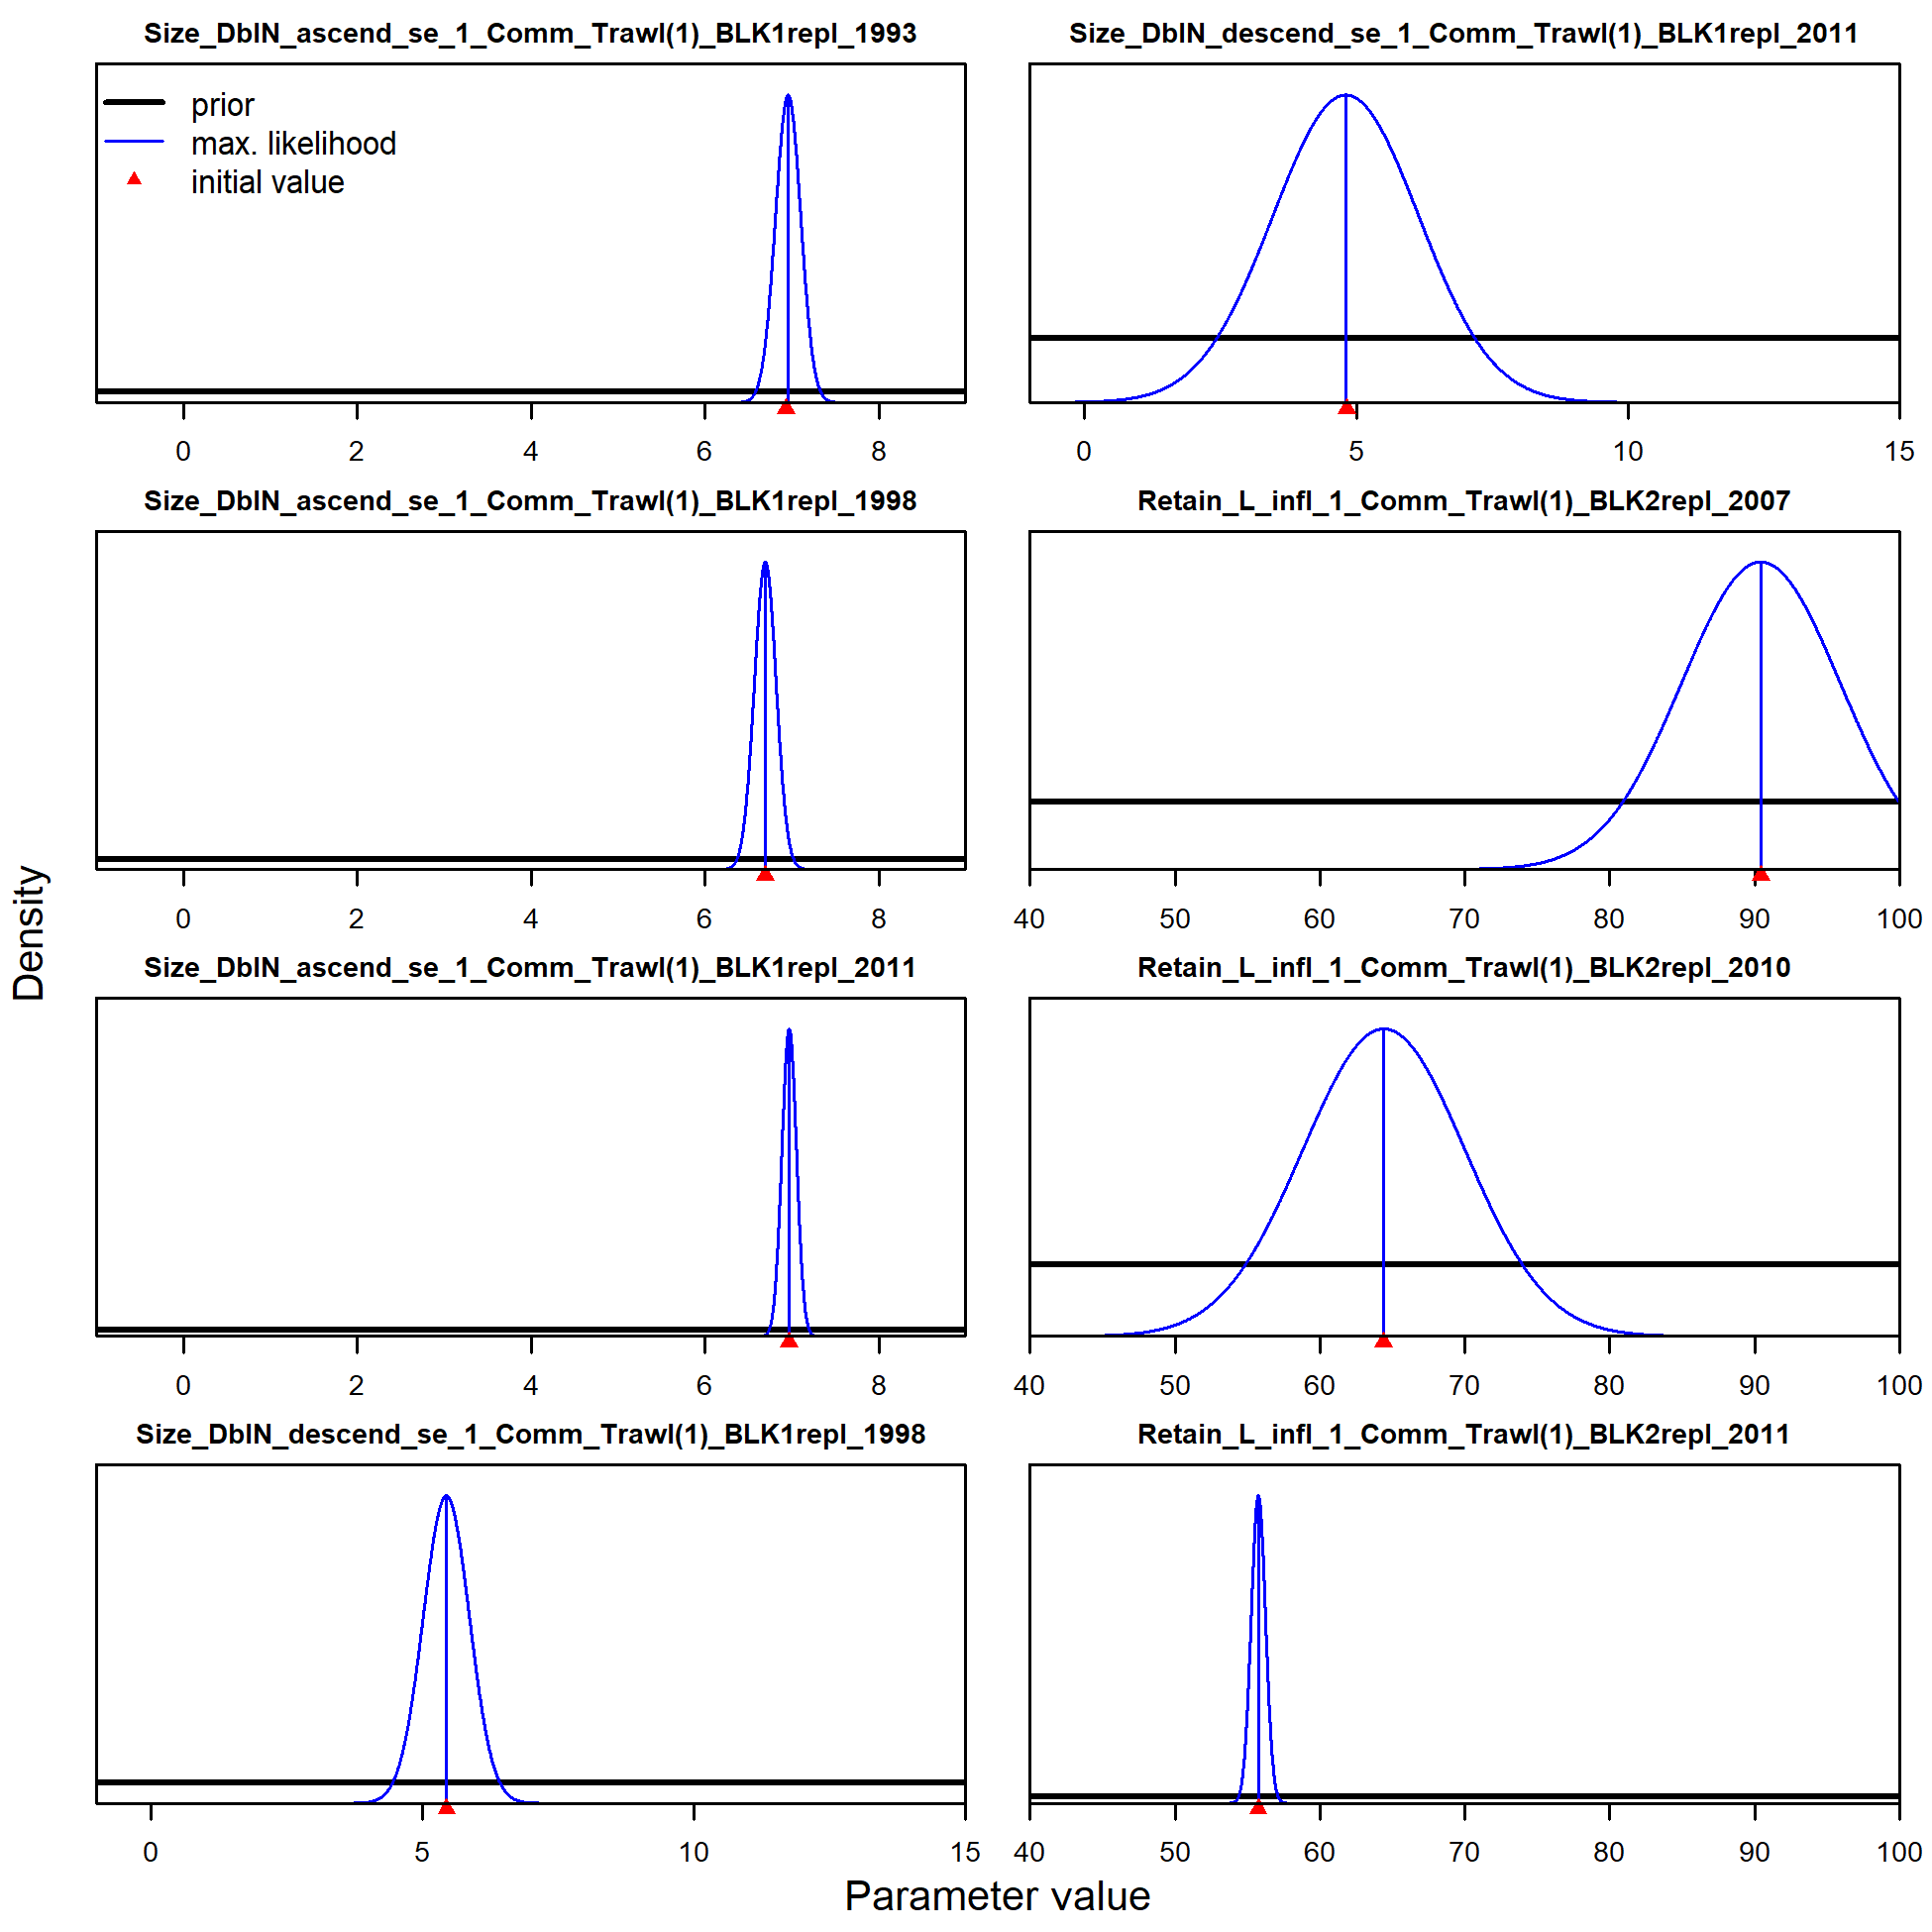 Size_DblN_ascend_se_1_Comm_Trawl(1)_BLK1repl_1993
prior
max. likelihood
initial value
0 2 4 6 8
Size_DblN_ascend_se_1_Comm_Trawl(1)_BLK1repl_1998
0 2 4 6 8
Size_DblN_ascend_se_1_Comm_Trawl(1)_BLK1repl_2011
0 2 4 6 8
Size_DblN_descend_se_1_Comm_Trawl(1)_BLK1repl_1998
0 5 10 15
Size_DblN_descend_se_1_Comm_Trawl(1)_BLK1repl_2011
0 5 10 15
Retain_L_infl_1_Comm_Trawl(1)_BLK2repl_2007
40 50 60 70 80 90 100
Retain_L_infl_1_Comm_Trawl(1)_BLK2repl_2010
40 50 60 70 80 90 100
Retain_L_infl_1_Comm_Trawl(1)_BLK2repl_2011
40 50 60 70 80 90 100
Density
Parameter value